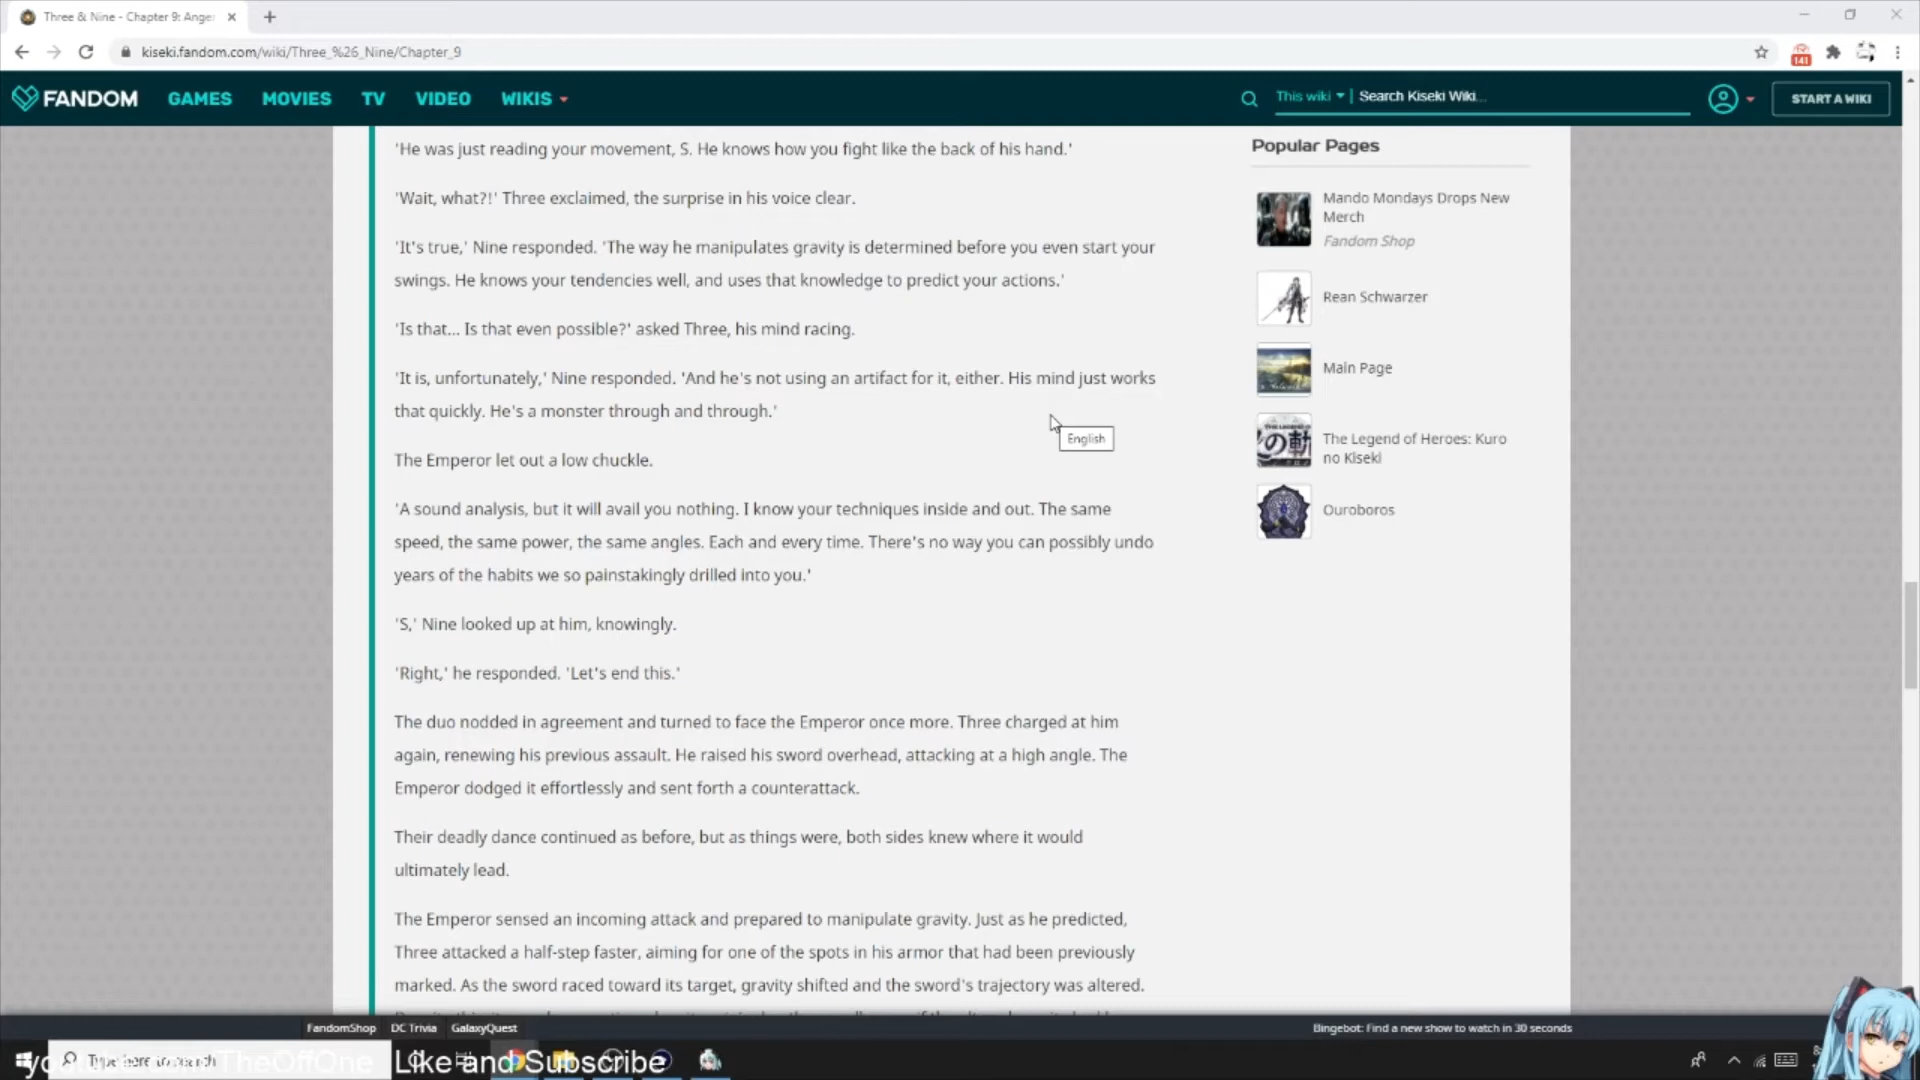 Three & Nine - Chapter 9: Anger
kiseki.fandom.com/wiki/Three_%26_Nine/Chapter_9
141
FANDOM GAMES MOVIES TV VIDEO WIKIS This wiki Search Kiseki Wiki... START A WIKI
'He was just reading your movement, S. He knows how you fight like the back of his hand.'
'Wait, what?!' Three exclaimed, the surprise in his voice clear.
'It's true,' Nine responded. 'The way he manipulates gravity is determined before you even start your
swings. He knows your tendencies well, and uses that knowledge to predict your actions.'
'Is that... Is that even possible?' asked Three, his mind racing.
'It is, unfortunately,' Nine responded. 'And he's not using an artifact for it, either. His mind just works
that quickly. He's a monster through and through.'
English
The Emperor let out a low chuckle.
'A sound analysis, but it will avail you nothing. I know your techniques inside and out. The same
speed, the same power, the same angles. Each and every time. There's no way you can possibly undo
years of the habits we so painstakingly drilled into you.'
'S,' Nine looked up at him, knowingly.
'Right,' he responded. 'Let's end this.'
The duo nodded in agreement and turned to face the Emperor once more. Three charged at him
again, renewing his previous assault. He raised his sword overhead, attacking at a high angle. The
Emperor dodged it effortlessly and sent forth a counterattack.
Their deadly dance continued as before, but as things were, both sides knew where it would
ultimately lead.
The Emperor sensed an incoming attack and prepared to manipulate gravity. Just as he predicted,
Three attacked a half-step faster, aiming for one of the spots in his armor that had been previously
marked. As the sword raced toward its target, gravity shifted and the sword's trajectory was altered.
Popular Pages
Mando Mondays Drops New
Merch
Fandom Shop
Rean Schwarzer
Main Page
The Legend of Heroes: Kuro
no Kiseki
Ouroboros
FandomShop DC Trivia GalaxyQuest
Bingebot: Find a new show to watch in 30 seconds
Type here to search
TheOffOne Like and Subscribe